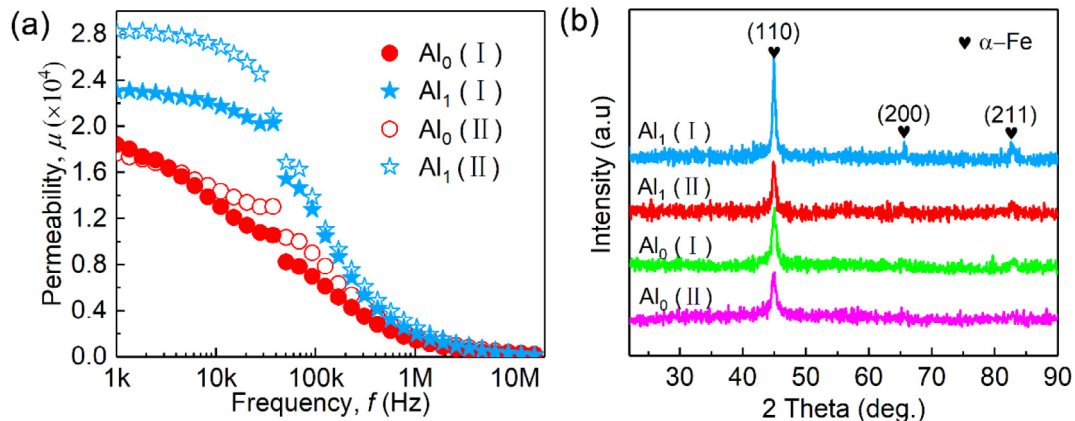 (a)
Permeability, μ (×10⁴)
2.8
2.4
2.0
1.6
1.2
0.8
0.4
0.0
Al₀ (Ⅰ)
Al₁ (Ⅰ)
Al₀ (Ⅱ)
Al₁ (Ⅱ)
1k 10k 100k 1M 10M
Frequency, f (Hz)
(b)
Intensity (a.u)
(110)
♥ α–Fe
(200)
(211)
Al₁ (Ⅰ)
Al₁ (Ⅱ)
Al₀ (Ⅰ)
Al₀ (Ⅱ)
30 40 50 60 70 80 90
2 Theta (deg.)